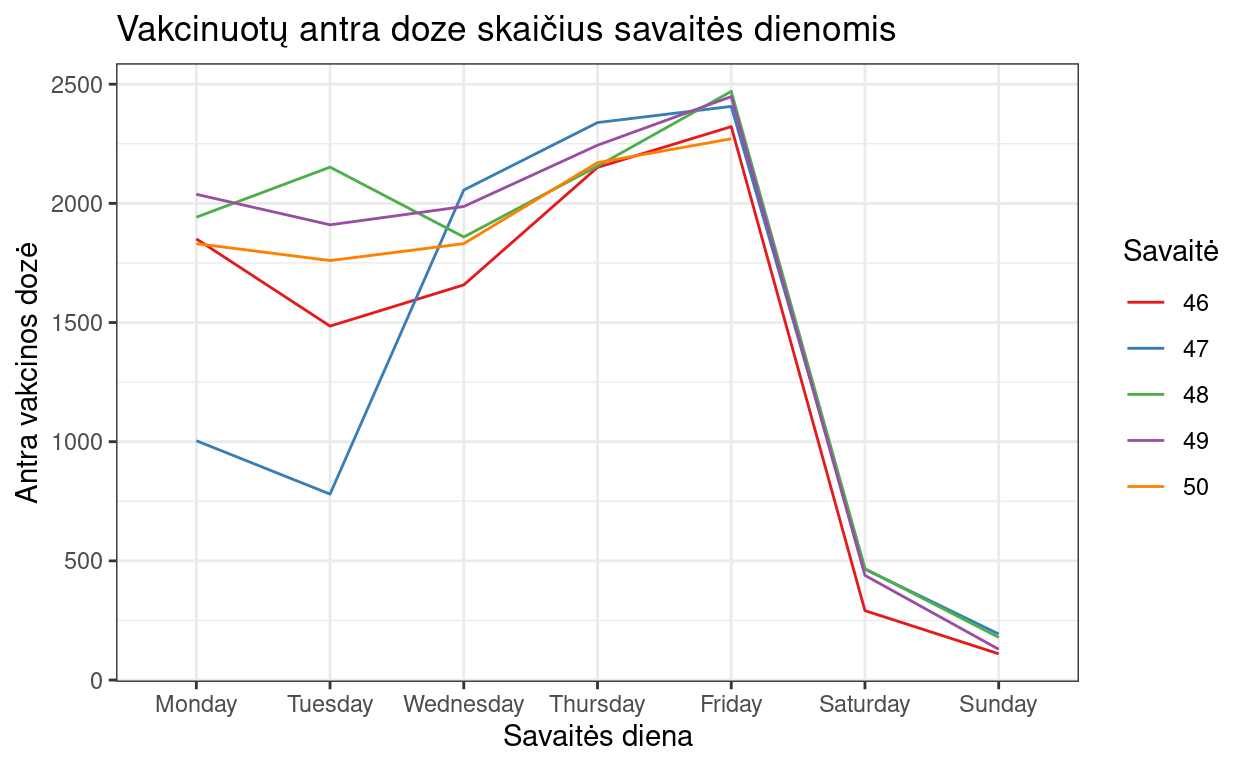 Vakcinuotų antra doze skaičius savaitės dienomis
Antra vakcinos dozė
2500
2000
1500
1000
500
0
Monday Tuesday Wednesday Thursday Friday Saturday Sunday
Savaitės diena
Savaitė
46
47
48
49
50